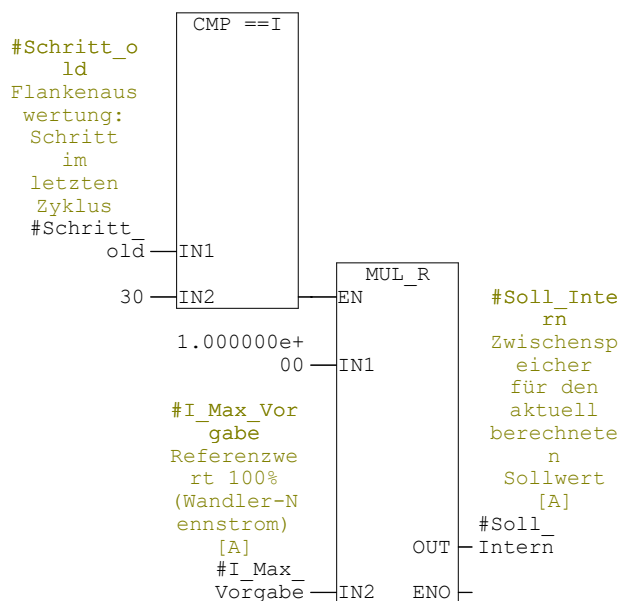 CMP ==I
#Schritt_o
ld
Flankenaus
wertung:
Schritt
im
letzten
Zyklus
#Schritt_
old
IN1
30
IN2
MUL_R
EN
1.000000e+
00
IN1
#I_Max_Vor
gabe
Referenzwe
rt 100%
(Wandler-N
ennstrom)
[A]
#I_Max_
Vorgabe
IN2
#Soll_Inte
rn
Zwischensp
eicher
für den
aktuell
berechnete
n
Sollwert
[A]
#Soll_
OUT
Intern
ENO